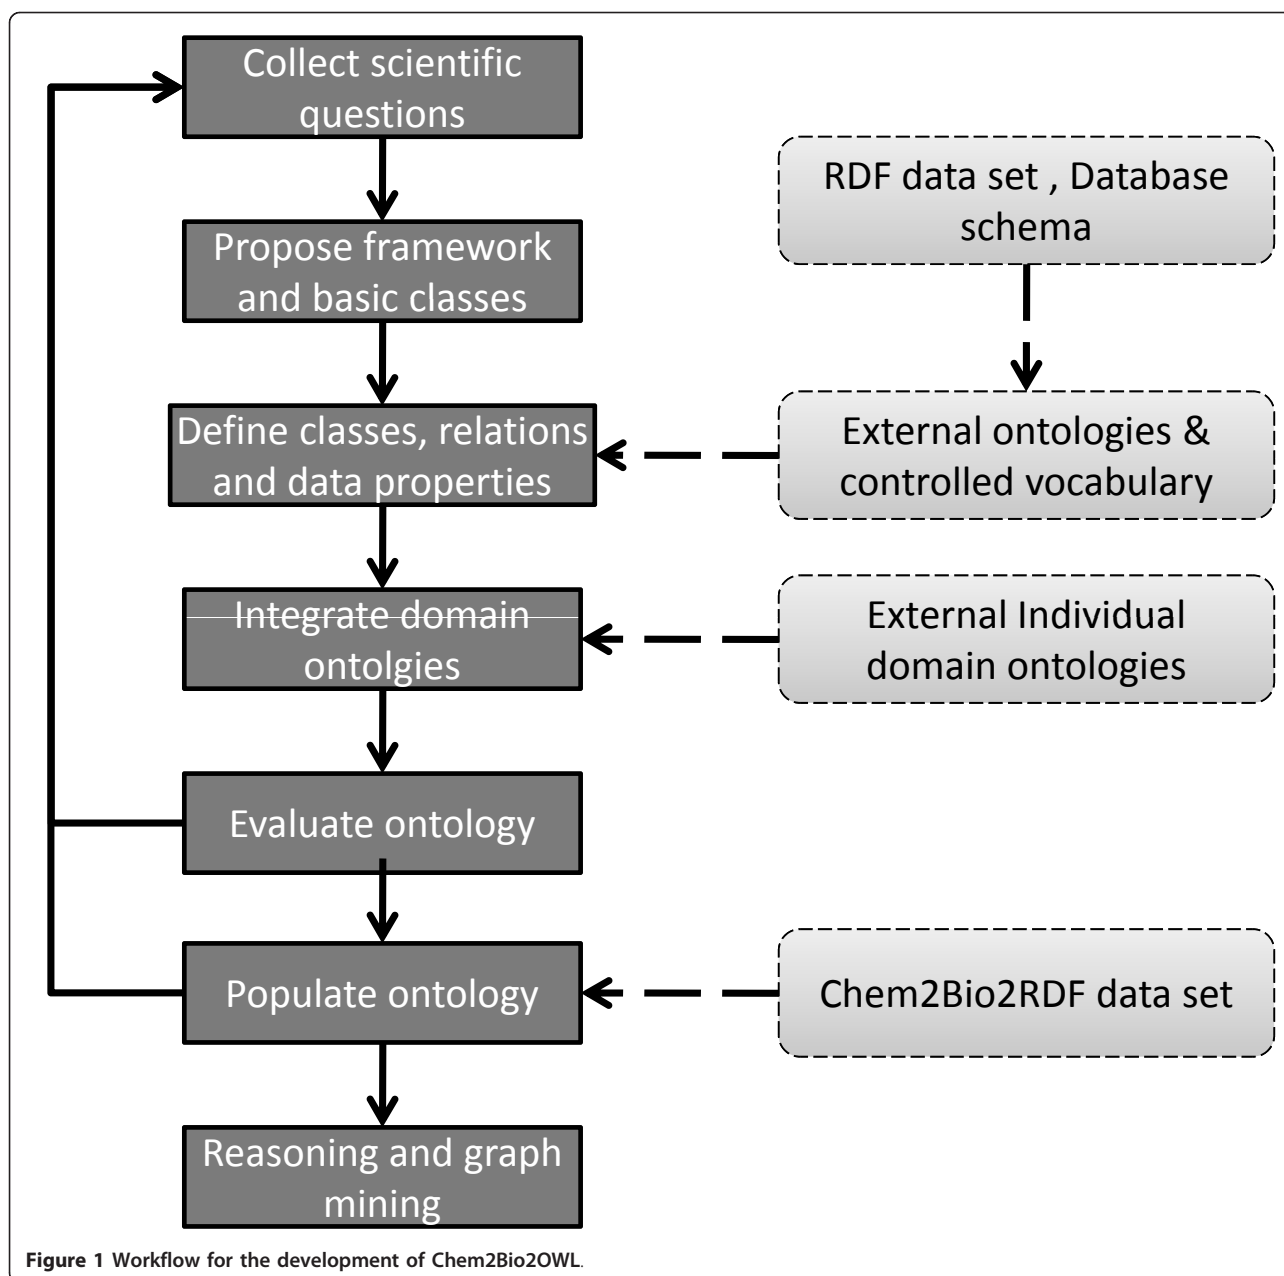 Collect scientific
questions
Propose framework
and basic classes
Define classes, relations
and data properties
Integrate domain
ontolgies
Evaluate ontology
Populate ontology
Reasoning and graph
mining
RDF data set , Database
schema
External ontologies &
controlled vocabulary
External Individual
domain ontologies
Chem2Bio2RDF data set
Figure 1 Workflow for the development of Chem2Bio2OWL.